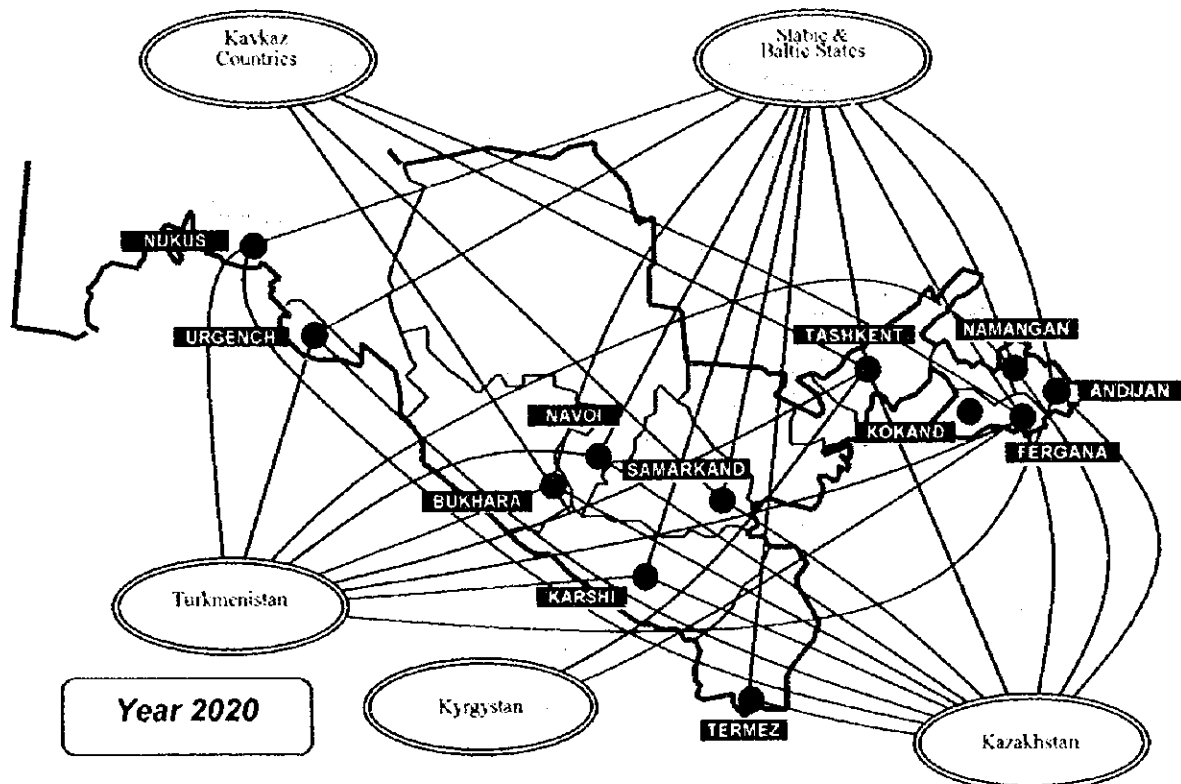 Kavkaz
Countries
Slabic &
Baltic States
NUKUS
URGENCH
TASHKENT
NAMANGAN
ANDIJAN
NAVOI
KOKAND
FERGANA
SAMARKAND
BUKHARA
KARSHI
Turkmenistan
Year 2020
Kyrgystan
TERMEZ
Kazakhstan